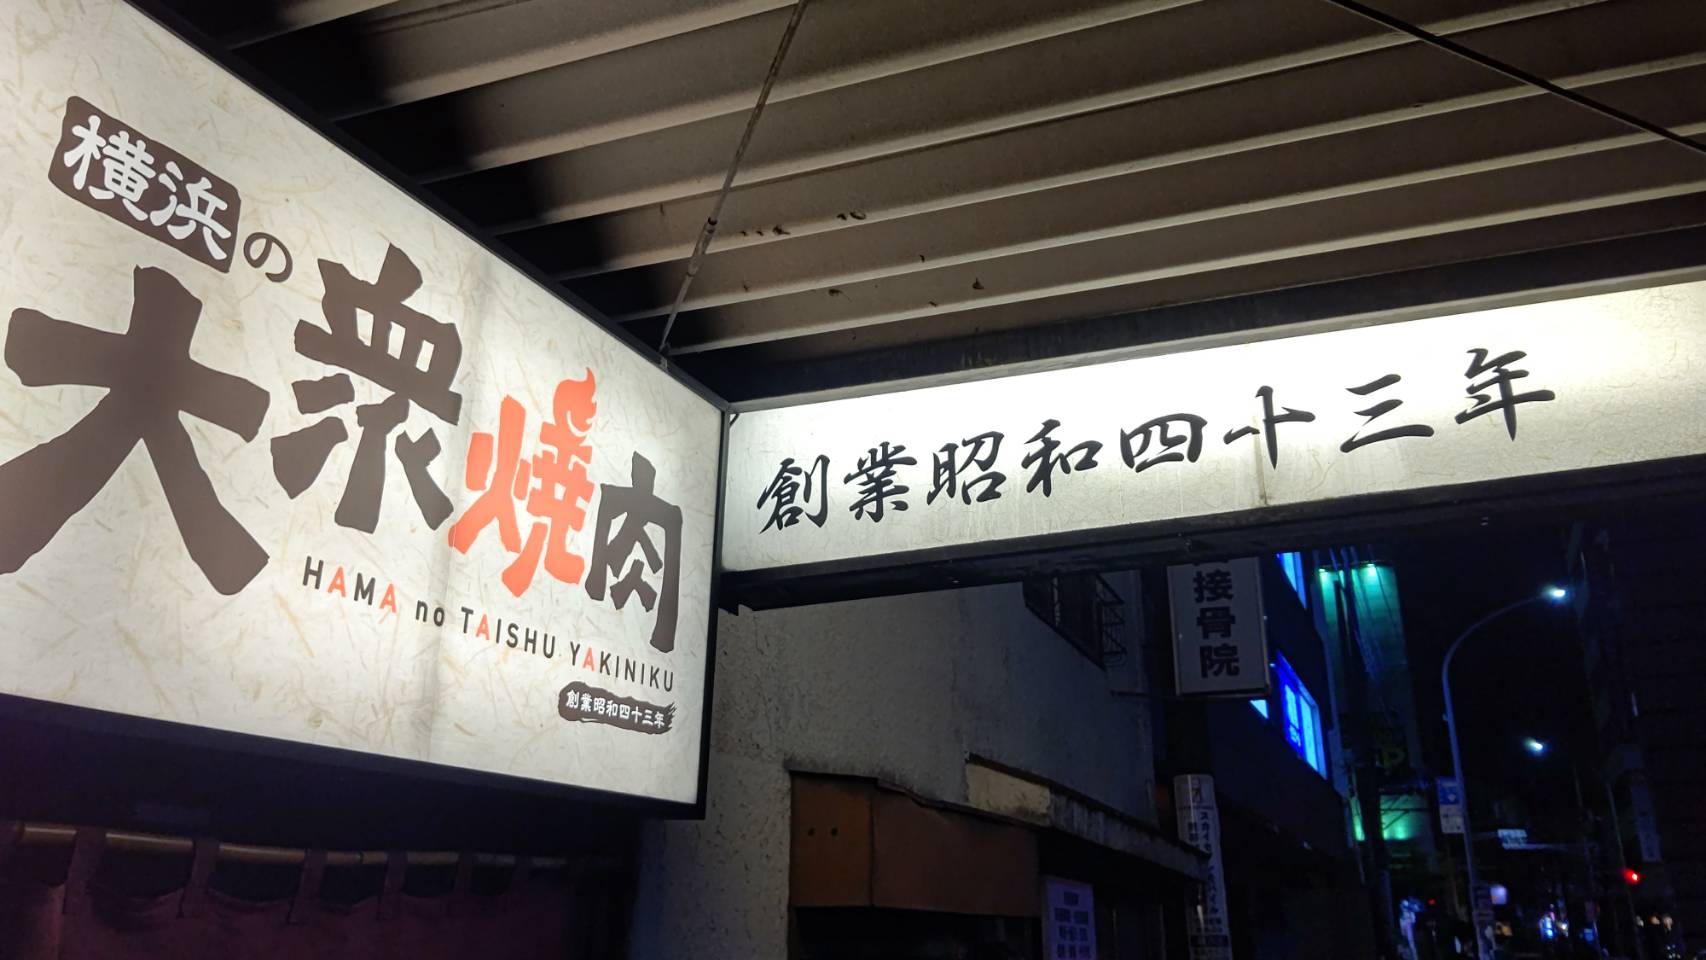 横浜の
大衆焼肉
HAMA no TAISHU YAKINIKU
創業昭和四十三年
創業昭和四十三年
接骨院